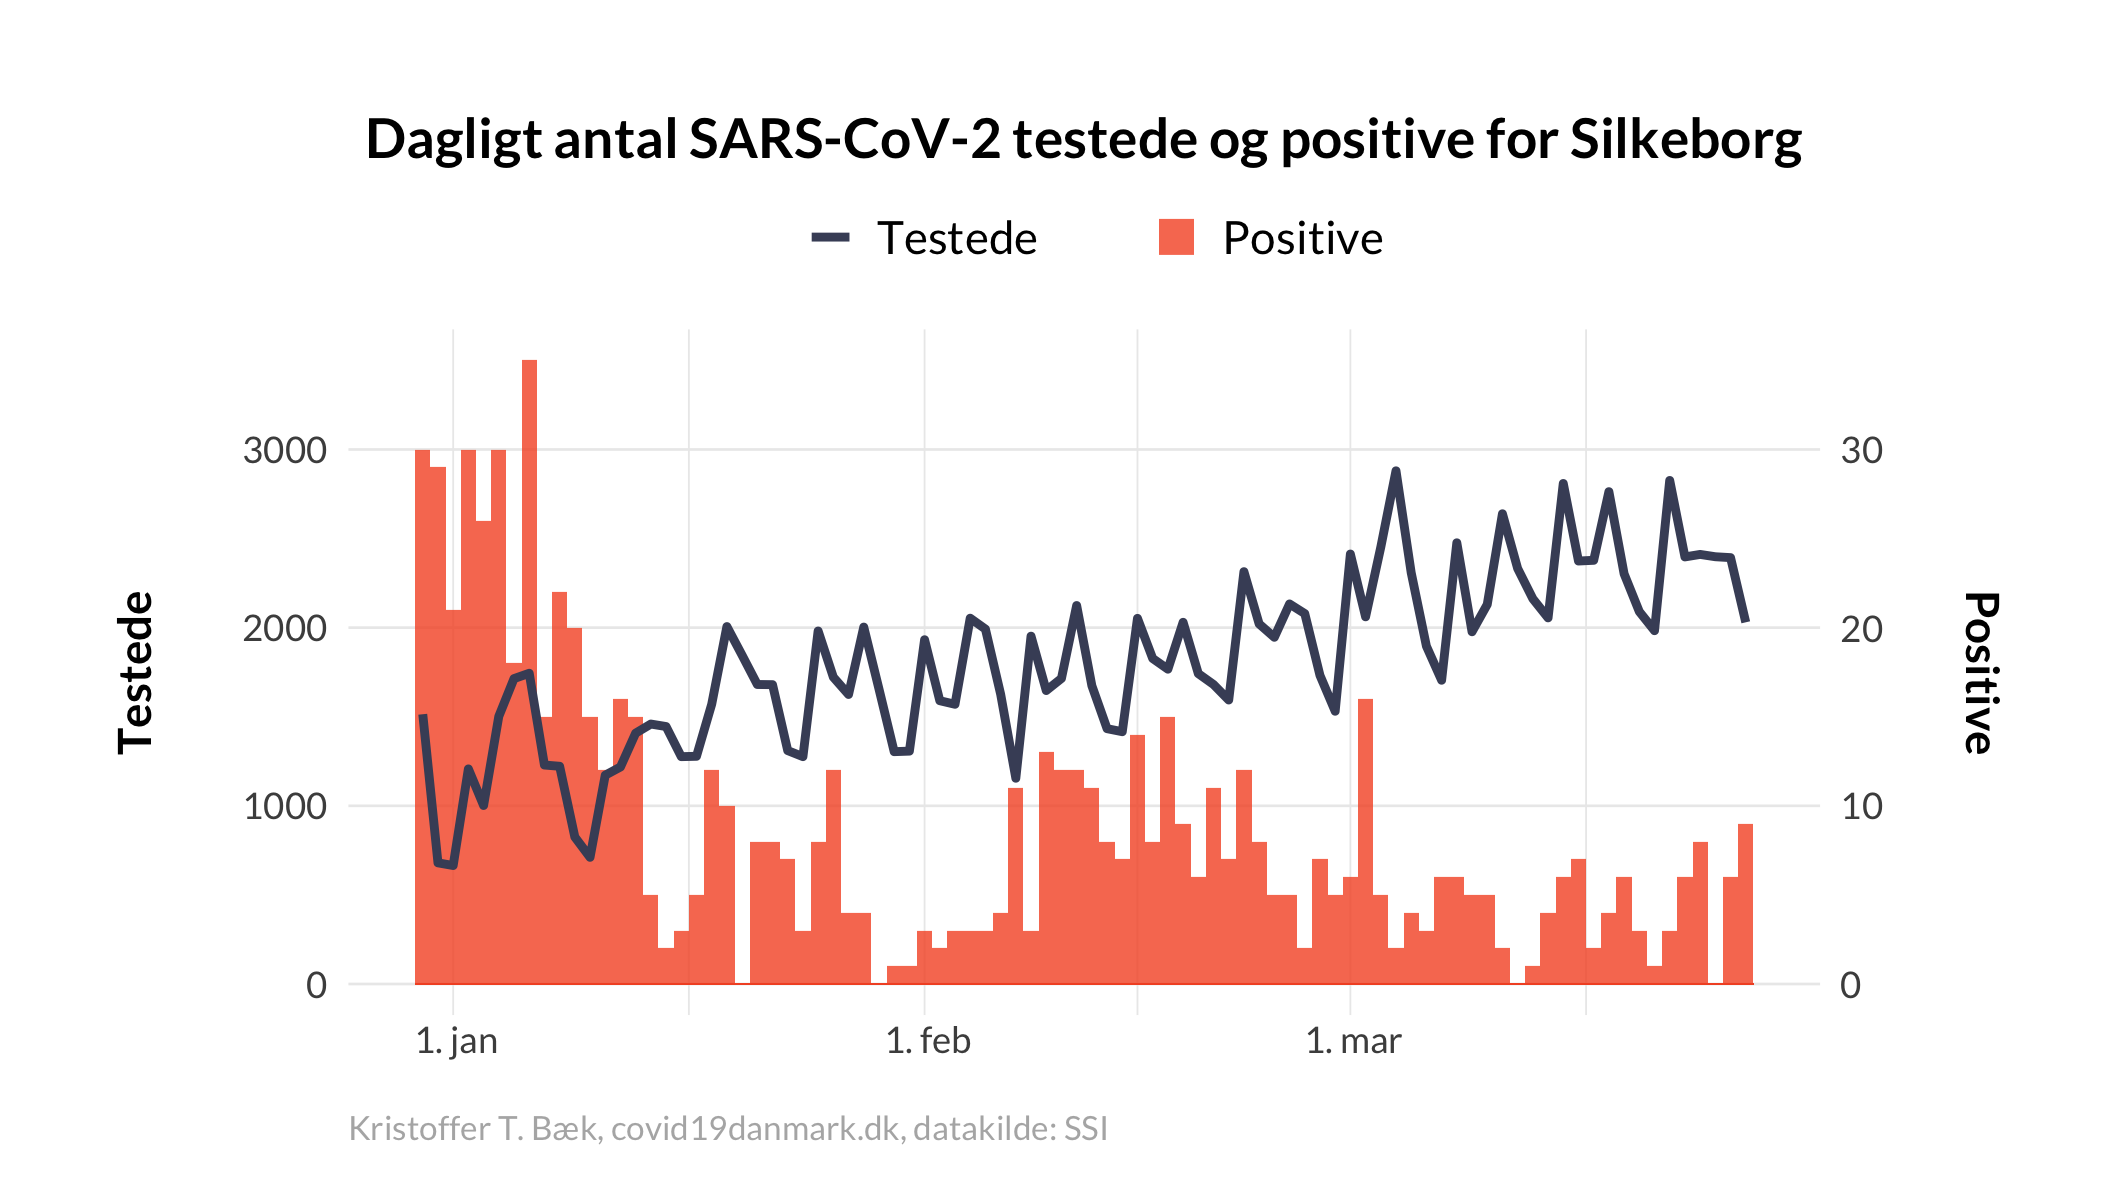 Dagligt antal SARS-CoV-2 testede og positive for Silkeborg
Testede Positive
3000 30
2000 20
Testede
Positive
1000 10
0 0
1. jan 1. feb 1. mar
Kristoffer T. Bæk, covid19danmark.dk, datakilde: SSI